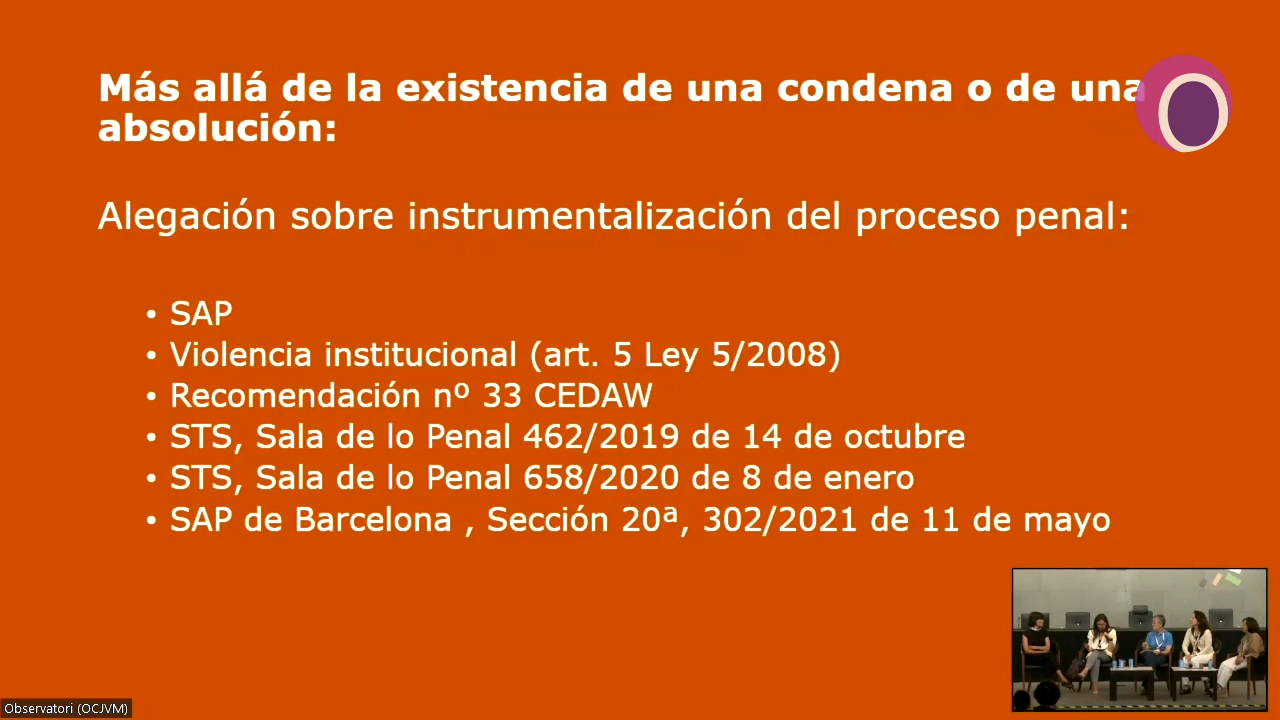 Más allá de la existencia de una condena o de una
absolución:
Alegación sobre instrumentalización del proceso penal:
• SAP
• Violencia institucional (art. 5 Ley 5/2008)
• Recomendación nº 33 CEDAW
• STS, Sala de lo Penal 462/2019 de 14 de octubre
• STS, Sala de lo Penal 658/2020 de 8 de enero
• SAP de Barcelona , Sección 20ª, 302/2021 de 11 de mayo
Observatori (OCJVM)